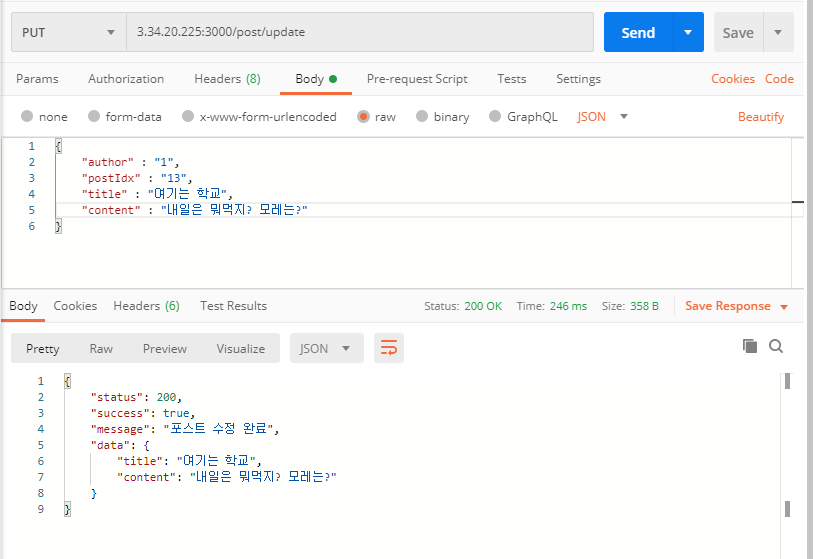 PUT 3.34.20.225:3000/post/update Send Save
Params Authorization Headers (8) Body Pre-request Script Tests Settings Cookies Code
none form-data x-www-form-urlencoded raw binary GraphQL JSON Beautify
1 {
2 "author" : "1",
3 "postIdx" : "13",
4 "title" : "여기는 학교",
5 "content" : "내일은 뭐먹지? 모레는?"
6 }
Body Cookies Headers (6) Test Results Status: 200 OK Time: 246 ms Size: 358 B Save Response
Pretty Raw Preview Visualize JSON
1 {
2 "status": 200,
3 "success": true,
4 "message": "포스트 수정 완료",
5 "data": {
6 "title": "여기는 학교",
7 "content": "내일은 뭐먹지? 모레는?"
8 }
9 }